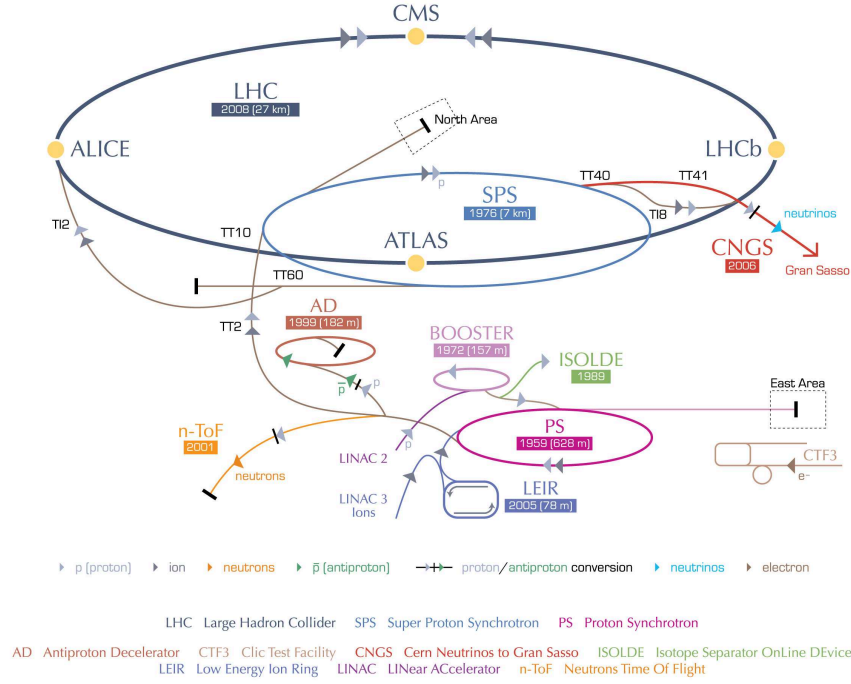 CMS
LHC
2008 (27 km)
North Area
ALICE
LHCb
TT40
TT41
SPS
1976 (7 km)
p
TI8
neutrinos
TI2
TT10
ATLAS
CNGS
2006
Gran Sasso
TT60
AD
1999 (182 m)
TT2
BOOSTER
1972 (157 m)
ISOLDE
1989
p̅
p
East Area
n-ToF
2001
PS
1959 (628 m)
p
LINAC 2
neutrons
CTF3
e-
LEIR
2005 (78 m)
LINAC 3
Ions
p (proton)
ion
neutrons
p̅ (antiproton)
proton/antiproton conversion
neutrinos
electron
LHC Large Hadron Collider SPS Super Proton Synchrotron PS Proton Synchrotron
AD Antiproton Decelerator CTF3 Clic Test Facility CNGS Cern Neutrinos to Gran Sasso ISOLDE Isotope Separator OnLine DEvice
LEIR Low Energy Ion Ring LINAC LINear ACcelerator n-ToF Neutrons Time Of Flight